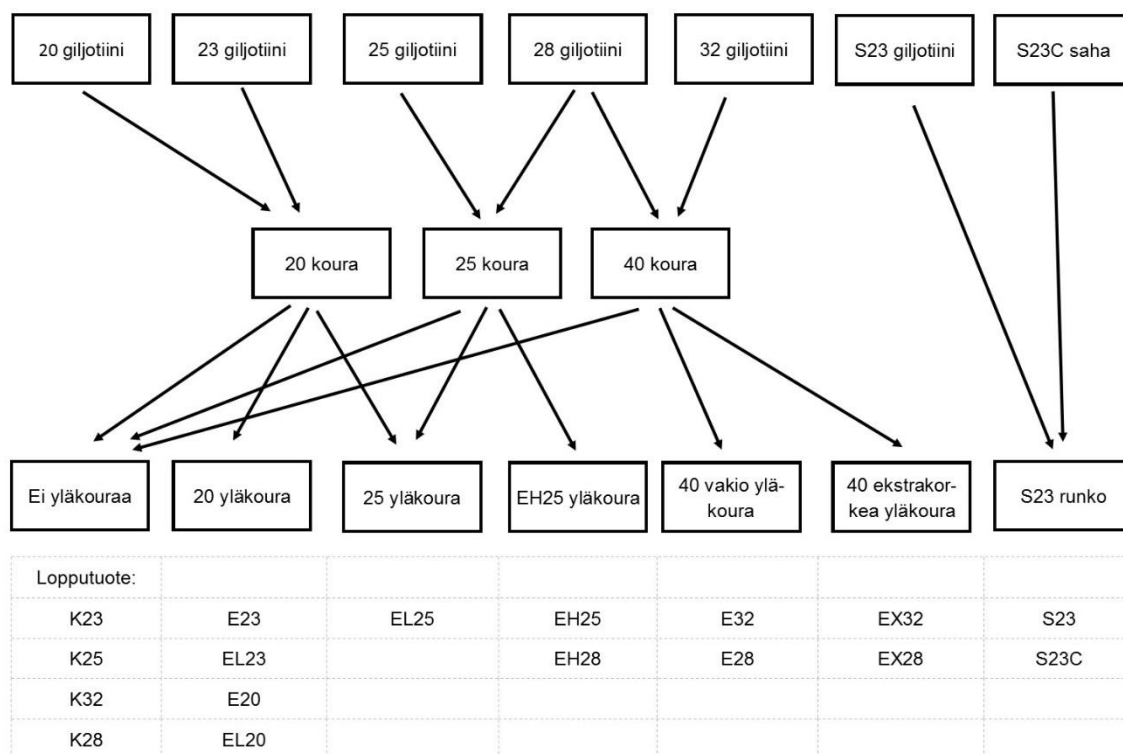 20 giljotiini
23 giljotiini
25 giljotiini
28 giljotiini
32 giljotiini
S23 giljotiini
S23C saha
20 koura
25 koura
40 koura
Ei yläkouraa
20 yläkoura
25 yläkoura
EH25 yläkoura
40 vakio ylä-
koura
40 ekstrakor-
kea yläkoura
S23 runko
Lopputuote:
K23 E23 EL25 EH25 E32 EX32 S23
K25 EL23 EH28 E28 EX28 S23C
K32 E20
K28 EL20